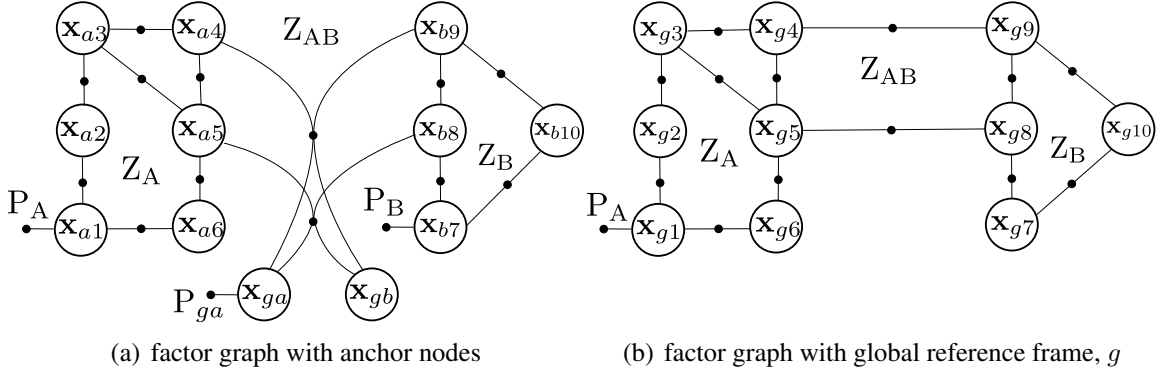 x_a3 x_a4 Z_AB x_b9
x_a2 x_a5 x_b8 x_b10
Z_A Z_B
P_A P_B
x_a1 x_a6 x_b7
P_ga x_ga x_gb
(a) factor graph with anchor nodes
x_g3 x_g4 x_g9
Z_AB
x_g2 x_g5 x_g8 x_g10
Z_A Z_B
P_A
x_g1 x_g6 x_g7
(b) factor graph with global reference frame, g